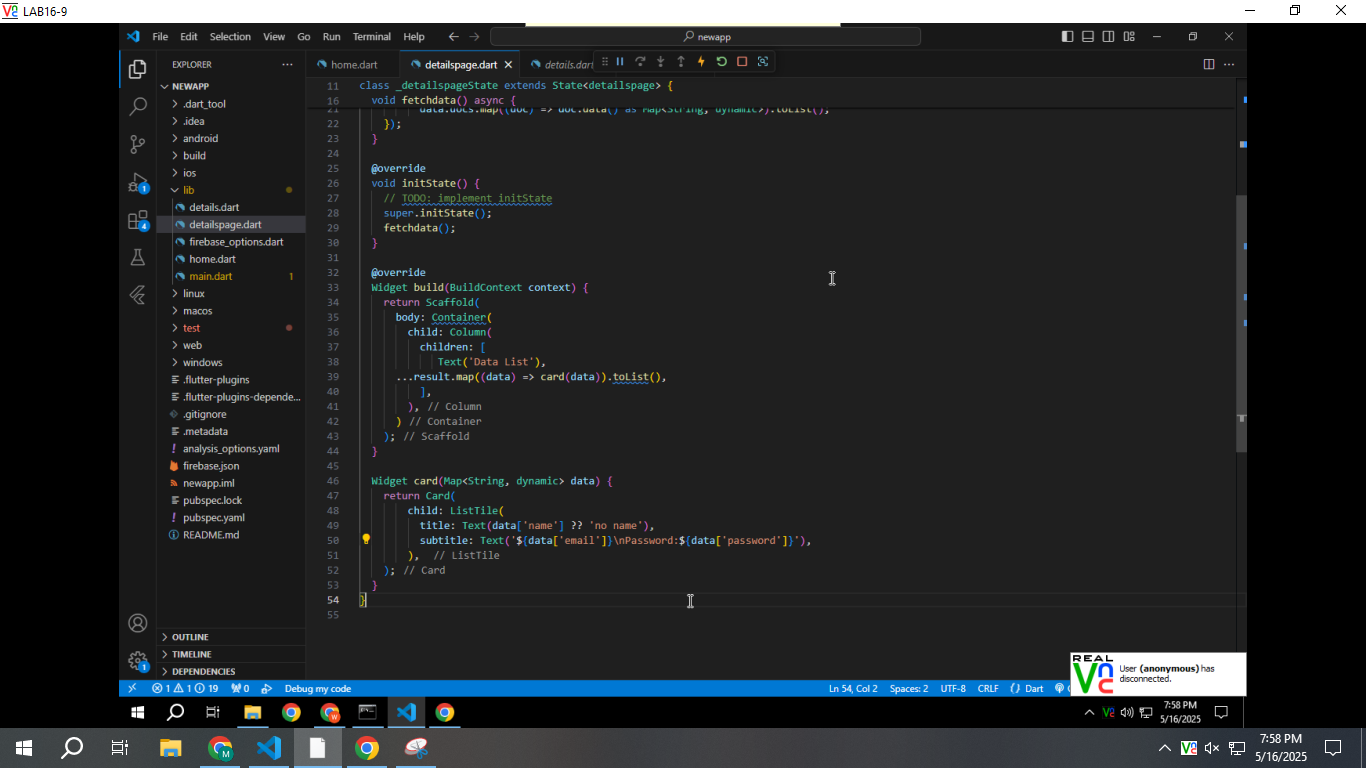 LAB16-9
File Edit Selection View Go Run Terminal Help
newapp
EXPLORER
home.dart
detailspage.dart
details.dart
NEWAPP
.dart_tool
.idea
android
build
ios
lib
details.dart
detailspage.dart
firebase_options.dart
home.dart
main.dart 1
linux
macos
test
web
windows
.flutter-plugins
.flutter-plugins-depende...
.gitignore
.metadata
analysis_options.yaml
firebase.json
newapp.iml
pubspec.lock
pubspec.yaml
README.md
OUTLINE
TIMELINE
DEPENDENCIES
1
4
1
11 class _detailspageState extends State<detailspage> {
16 void fetchdata() async {
21 data.docs.map((doc) => doc.data() as Map<String, dynamic>).toList();
22 });
23 }
24
25 @override
26 void initState() {
27 // TODO: implement initState
28 super.initState();
29 fetchdata();
30 }
31
32 @override
33 Widget build(BuildContext context) {
34 return Scaffold(
35 body: Container(
36 child: Column(
37 children: [
38 Text('Data List'),
39 ...result.map((data) => card(data)).toList(),
40 ],
41 ), // Column
42 ) // Container
43 ); // Scaffold
44 }
45
46 Widget card(Map<String, dynamic> data) {
47 return Card(
48 child: ListTile(
49 title: Text(data['name'] ?? 'no name'),
50 subtitle: Text('${data['email']}\nPassword:${data['password']}'),
51 ), // ListTile
52 ); // Card
53 }
54 }
55
REAL VNC
User (anonymous) has
disconnected.
1 1 19 0 Debug my code
Ln 54, Col 2 Spaces: 2 UTF-8 CRLF Dart
7:58 PM
5/16/2025
7:58 PM
5/16/2025